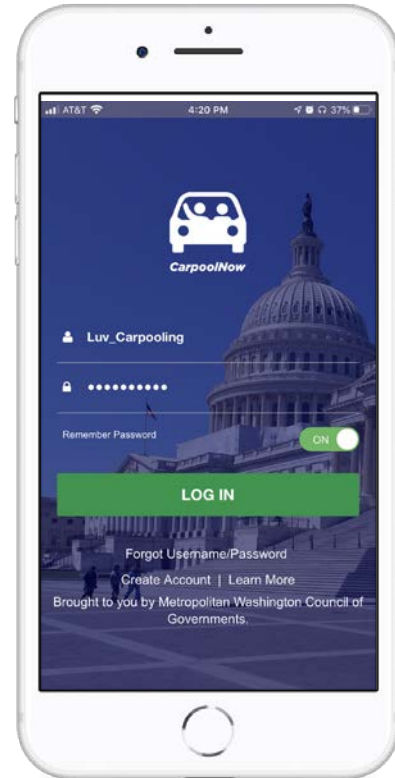 AT&T 4:20 PM 37%
CarpoolNow
Luv_Carpooling
••••••••••
Remember Password ON
LOG IN
Forgot Username/Password
Create Account | Learn More
Brought to you by Metropolitan Washington Council of
Governments.